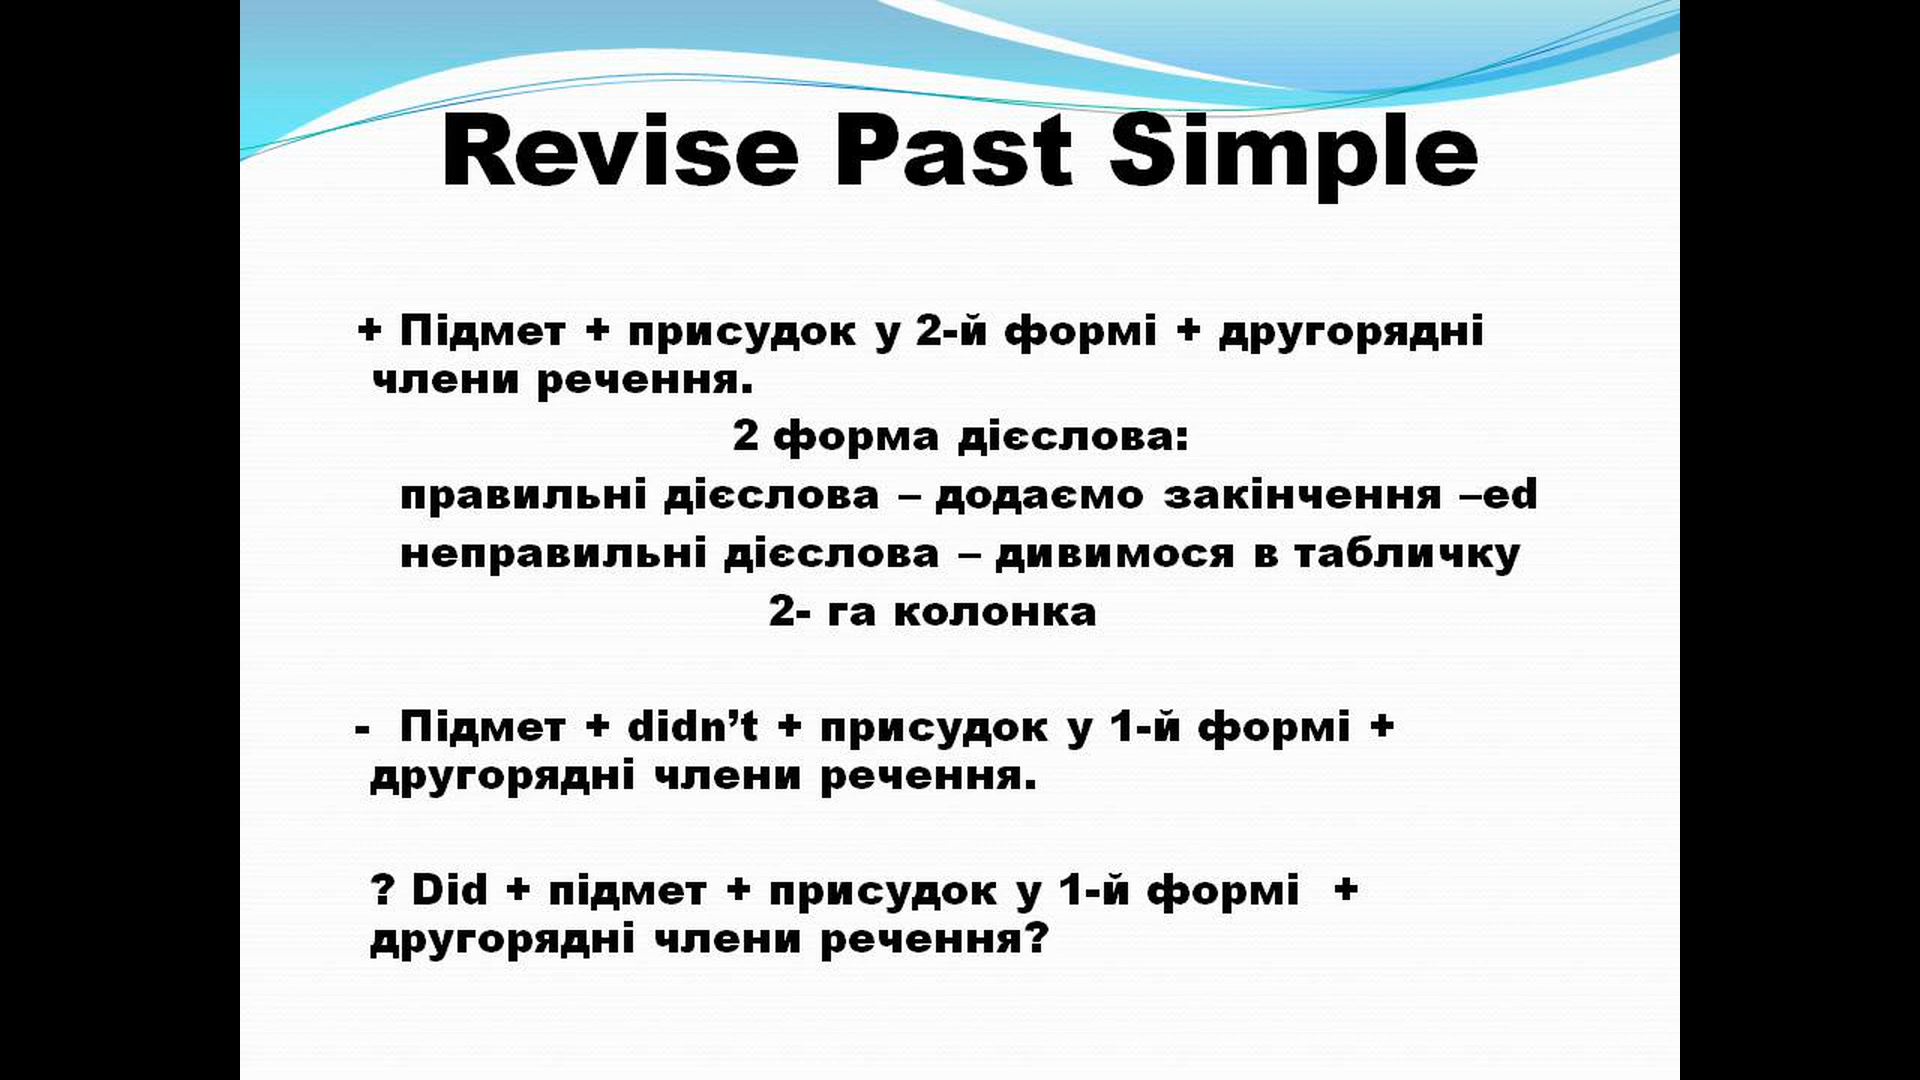 Revise Past Simple
+ Підмет + присудок у 2-й формі + другорядні
члени речення.
2 форма дієслова:
правильні дієслова – додаємо закінчення –ed
неправильні дієслова – дивимося в табличку
2- га колонка
- Підмет + didn’t + присудок у 1-й формі +
другорядні члени речення.
? Did + підмет + присудок у 1-й формі +
другорядні члени речення?